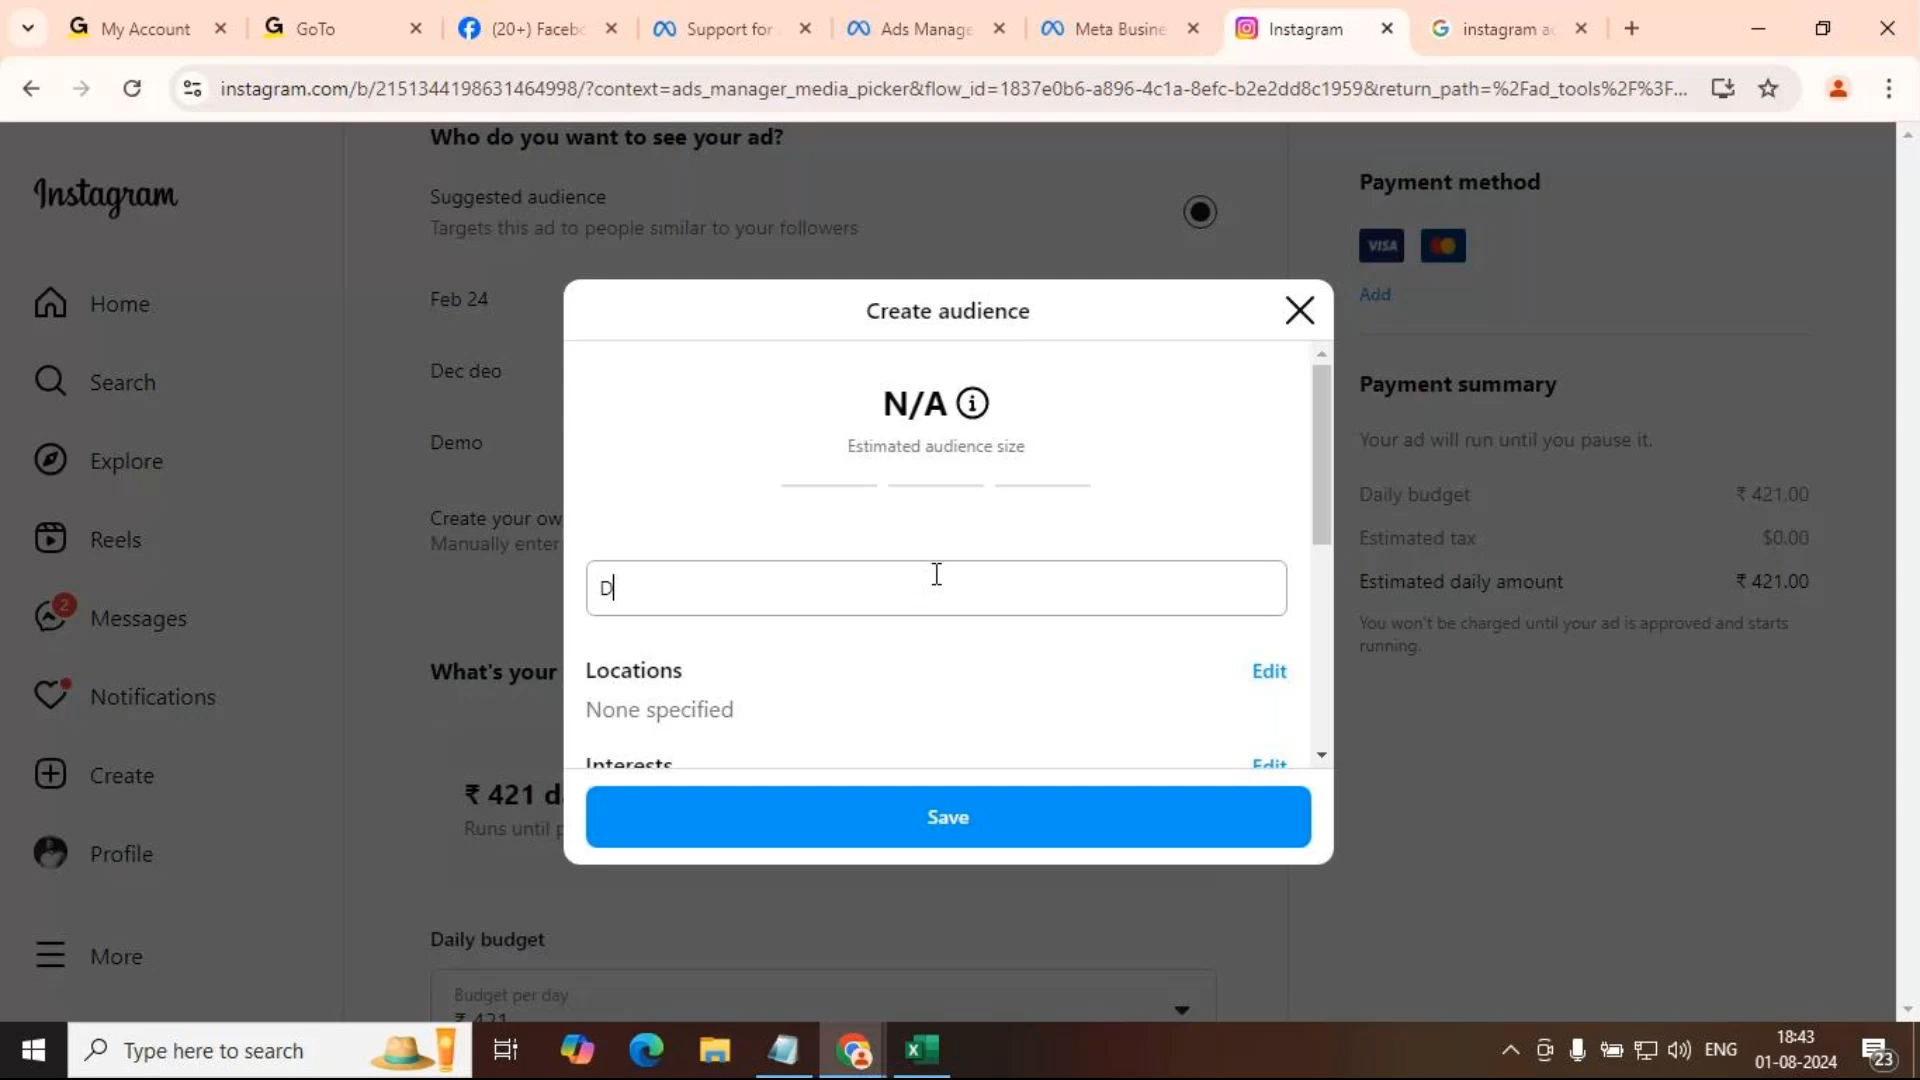 My Account
GoTo
(20+) Facebo
Support for
Ads Manage
Meta Busine
Instagram
instagram ac
instagram.com/b/2151344198631464998/?context=ads_manager_media_picker&flow_id=1837e0b6-a896-4c1a-8efc-b2e2dd8c1959&return_path=%2Fad_tools%2F%3F...
Instagram
Home
Search
Explore
Reels
2
Messages
Notifications
Create
Profile
More
Who do you want to see your ad?
Suggested audience
Targets this ad to people similar to your followers
Feb 24
Dec deo
Demo
Create your ow
Manually enter
What's your
₹ 421 d
Runs until p
Daily budget
Budget per day
₹ 421
Create audience
N/A
Estimated audience size
D
Locations
Edit
None specified
Interests
Edit
Save
Payment method
VISA
Add
Payment summary
Your ad will run until you pause it.
Daily budget
₹ 421.00
Estimated tax
$0.00
Estimated daily amount
₹ 421.00
You won't be charged until your ad is approved and starts
running.
Type here to search
ENG
18:43
01-08-2024
23